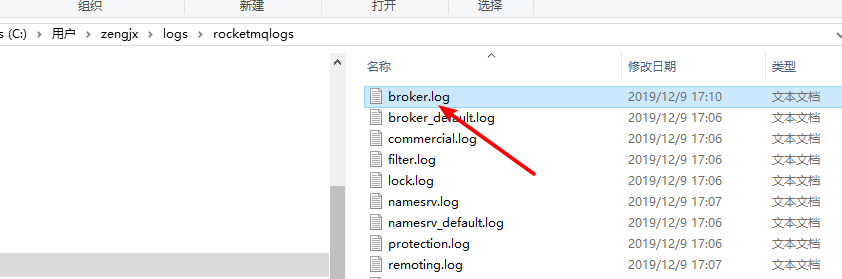 组织 新建 打开 选择
s (C:) > 用户 > zengjx > logs > rocketmqlogs
名称 修改日期 类型
broker.log 2019/12/9 17:10 文本文档
broker_default.log 2019/12/9 17:06 文本文档
commercial.log 2019/12/9 17:06 文本文档
filter.log 2019/12/9 17:06 文本文档
lock.log 2019/12/9 17:06 文本文档
namesrv.log 2019/12/9 17:07 文本文档
namesrv_default.log 2019/12/9 17:06 文本文档
protection.log 2019/12/9 17:06 文本文档
remoting.log 2019/12/9 17:07 文本文档